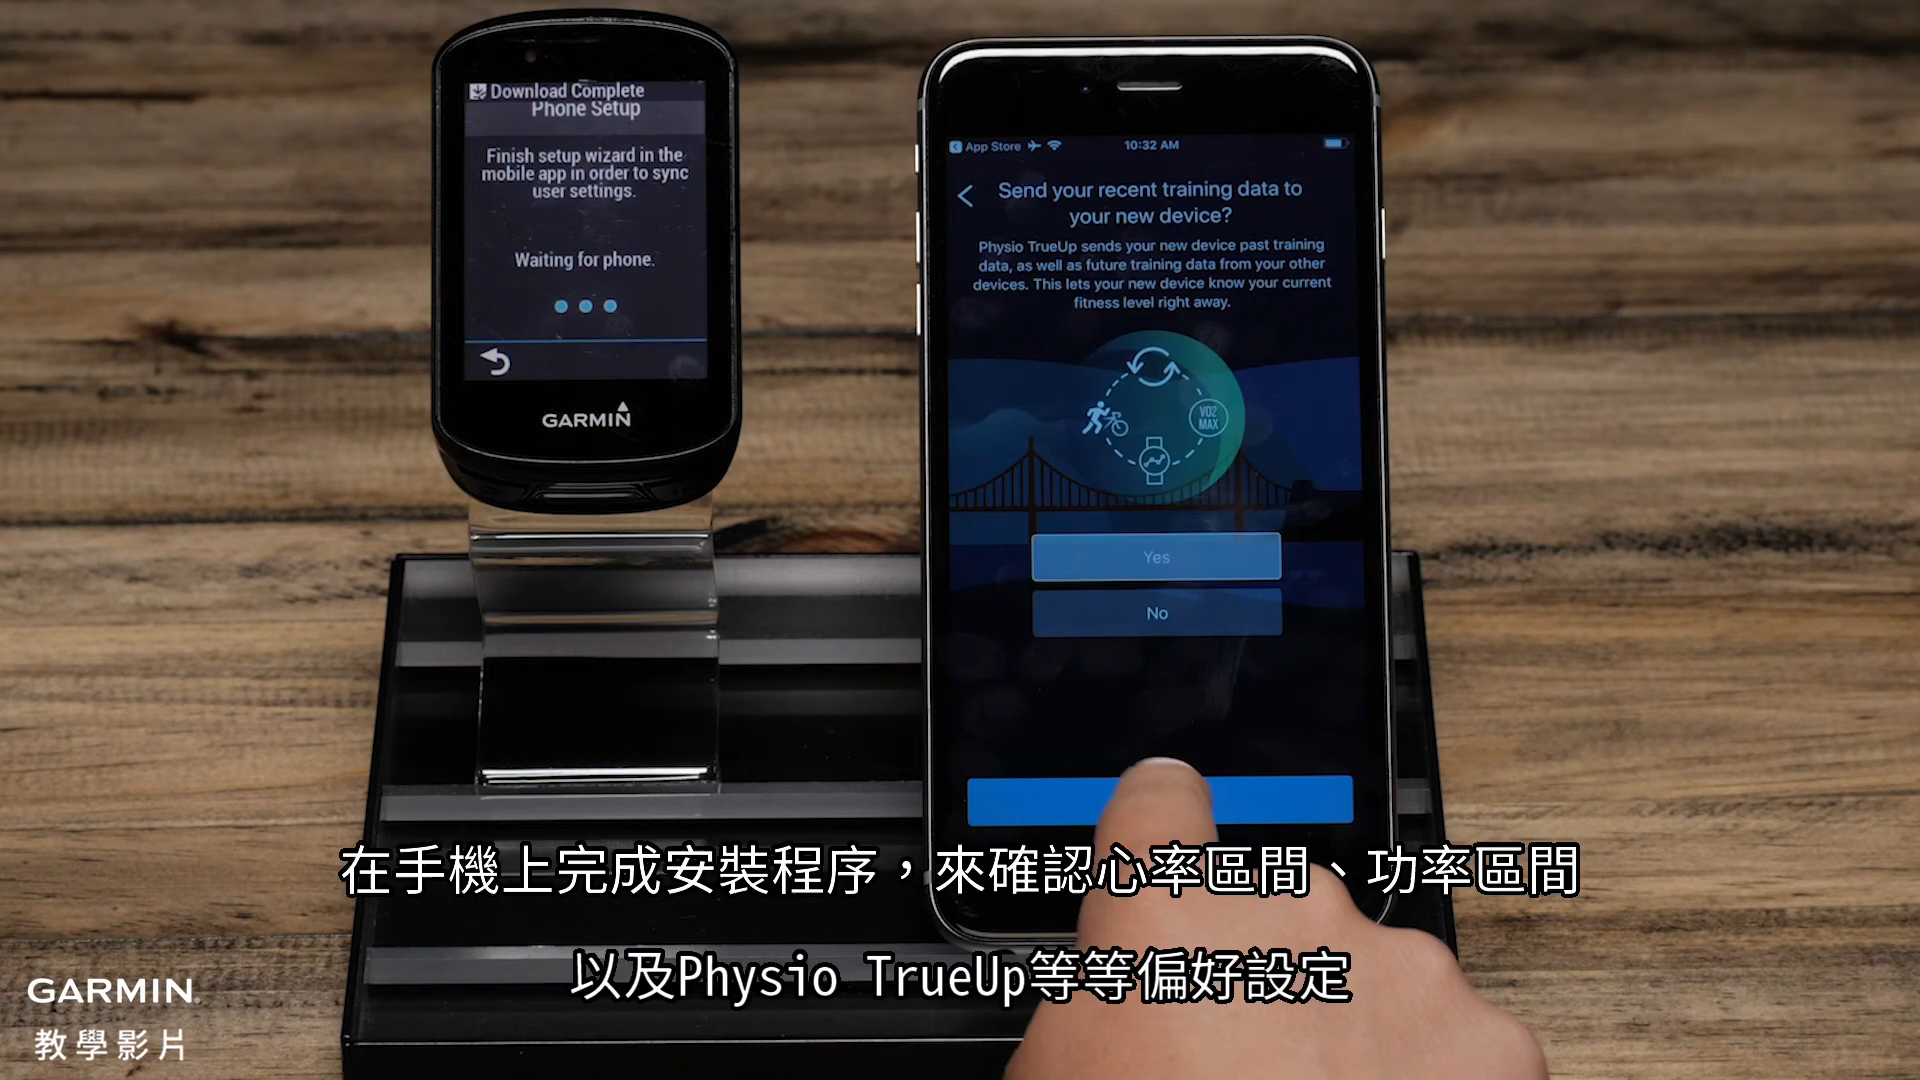 Download Complete
Phone Setup
Finish setup wizard in the
mobile app in order to sync
user settings.
Waiting for phone.
GARMIN
App Store
10:32 AM
Send your recent training data to
your new device?
Physio TrueUp sends your new device past training
data, as well as future training data from your other
devices. This lets your new device know your current
fitness level right away.
VO2
MAX
Yes
No
在手機上完成安裝程序，來確認心率區間、功率區間
以及Physio TrueUp等等偏好設定
GARMIN
教學影片